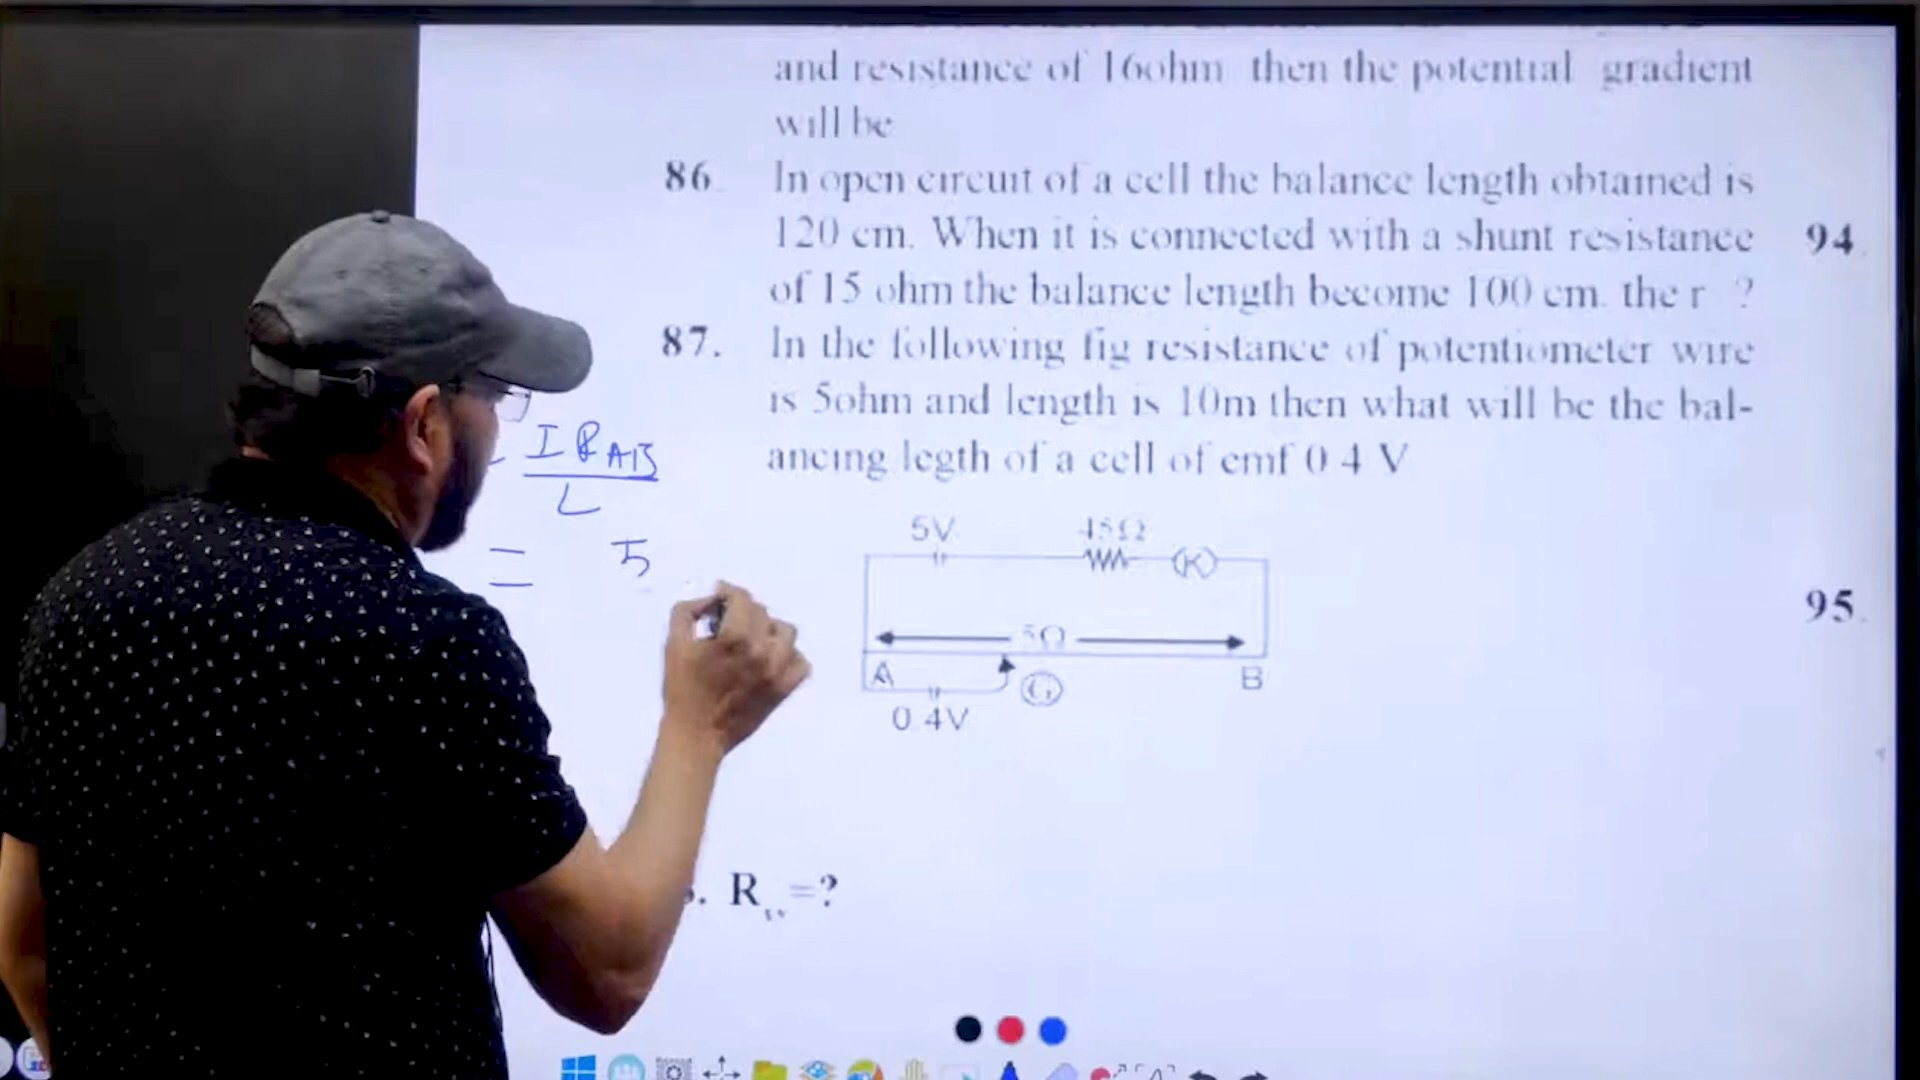 and resistance of 16ohm then the potential gradient
will be
86. In open circuit of a cell the balance length obtained is
120 cm. When it is connected with a shunt resistance
of 15 ohm the balance length become 100 cm. the r ?
94.
87. In the following fig resistance of potentiometer wire
is 5ohm and length is 10m then what will be the bal-
ancing legth of a cell of emf 0.4 V
I R AB
L
= 5
5V 45Ω
K
5Ω
A G B
0.4V
95.
. R =?